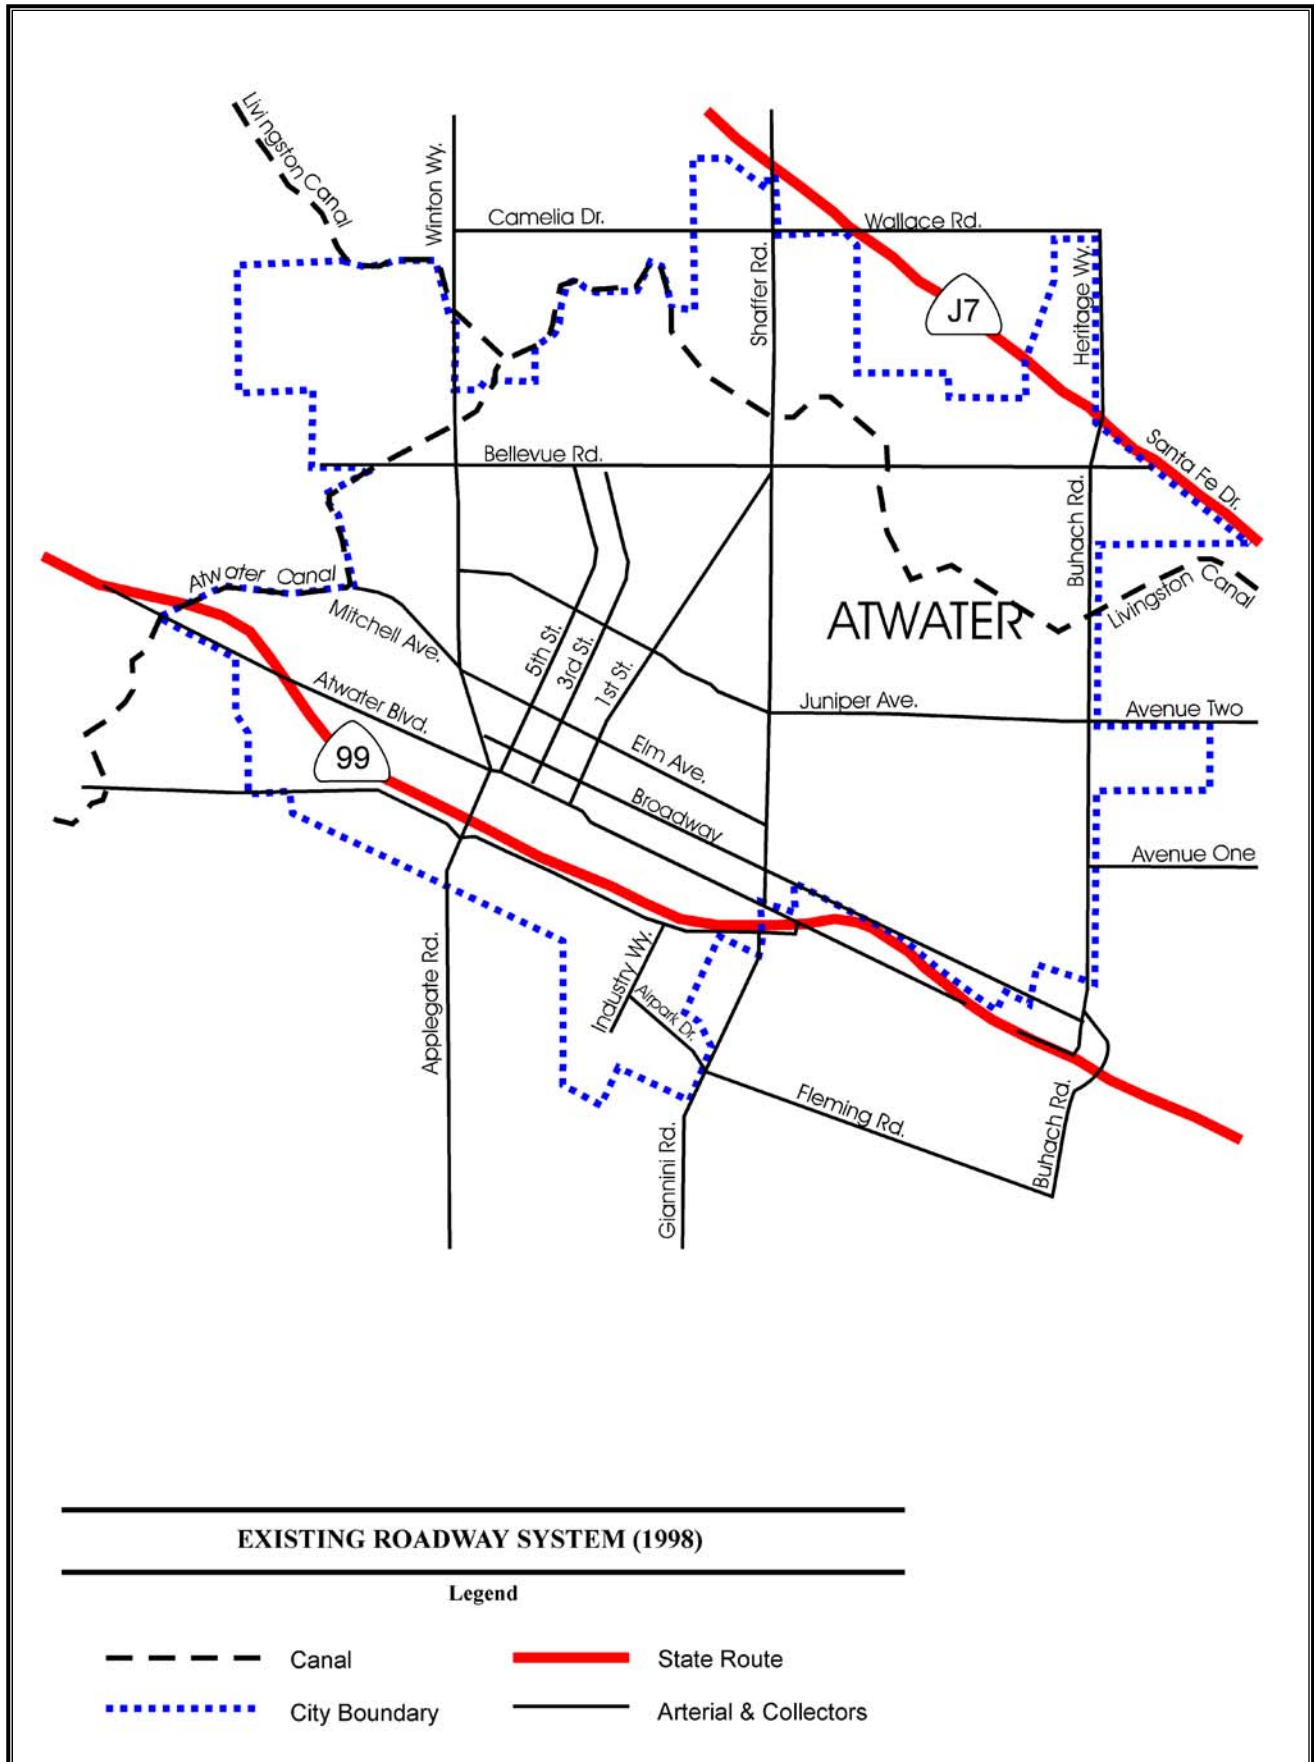 Livingston Canal
Winton Wy.
Camelia Dr.
Wallace Rd.
Shaffer Rd.
J7
Heritage Wy.
Bellevue Rd.
Santa Fe Dr.
Buhach Rd.
Atwater Canal
Livingston Canal
ATWATER
Mitchell Ave.
5th St.
3rd St.
1st St.
Atwater Blvd.
Juniper Ave.
Avenue Two
99
Elm Ave.
Broadway
Avenue One
Applegate Rd.
Industry Wy.
Airpark Dr.
Fleming Rd.
Buhach Rd.
Giannini Rd.
EXISTING ROADWAY SYSTEM (1998)
Legend
Canal
State Route
City Boundary
Arterial & Collectors